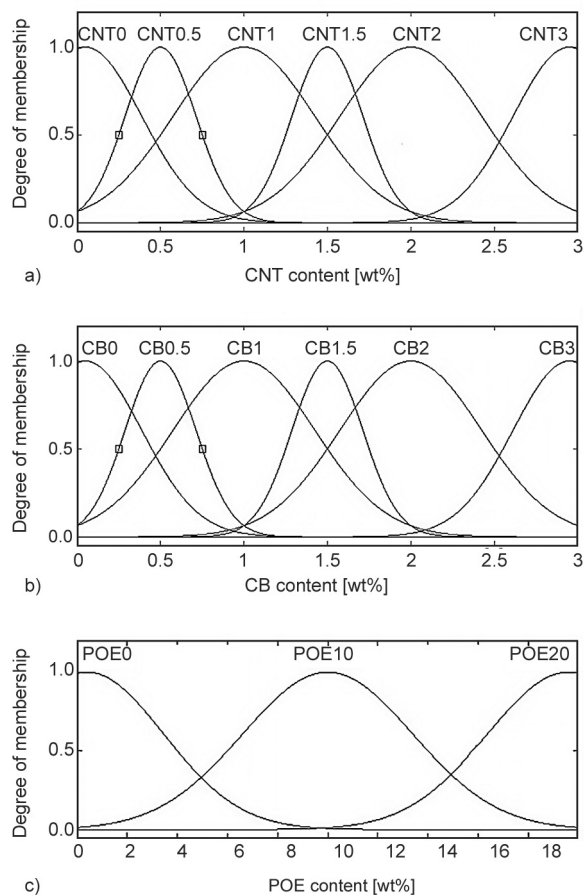 CNT0 CNT0.5 CNT1 CNT1.5 CNT2 CNT3
1.0
Degree of membership
0.5
0.0
0 0.5 1 1.5 2 2.5 3
a) CNT content [wt%]
CB0 CB0.5 CB1 CB1.5 CB2 CB3
1.0
Degree of membership
0.5
0.0
0 0.5 1 1.5 2 2.5 3
b) CB content [wt%]
POE0 POE10 POE20
1.0
Degree of membership
0.5
0.0
0 2 4 6 8 10 12 14 16 18
c) POE content [wt%]